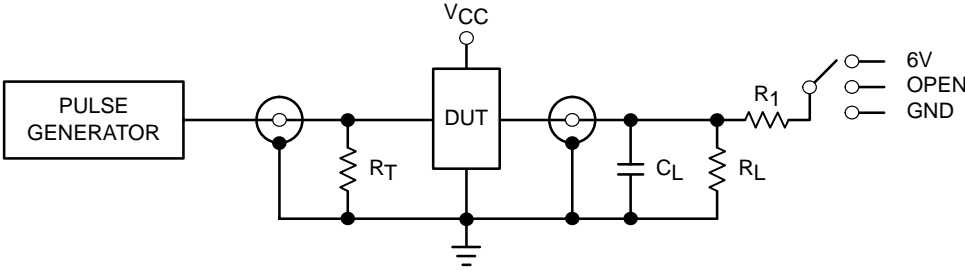 VCC
PULSE
GENERATOR
DUT
RT
CL
RL
R1
6V
OPEN
GND